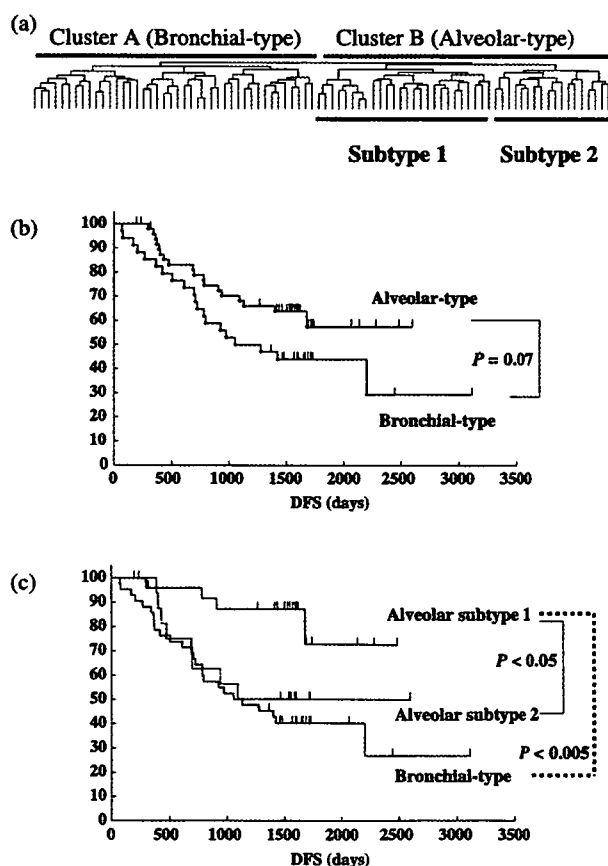 (a)
Cluster A (Bronchial-type)
Cluster B (Alveolar-type)
Subtype 1
Subtype 2
(b)
100
90
80
70
60
50
40
30
20
10
0
Alveolar-type
P = 0.07
Bronchial-type
0
500
1000
1500
2000
2500
3000
3500
DFS (days)
(c)
100
90
80
70
60
50
40
30
20
10
0
Alveolar subtype 1
P < 0.05
Alveolar subtype 2
P < 0.005
Bronchial-type
0
500
1000
1500
2000
2500
3000
3500
DFS (days)